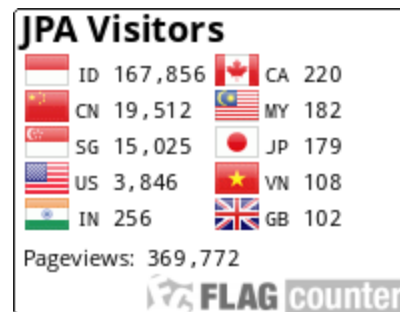 JPA Visitors
ID 167,856 CA 220
CN 19,512 MY 182
SG 15,025 JP 179
US 3,846 VN 108
IN 256 GB 102
Pageviews: 369,772
FC FLAG counter